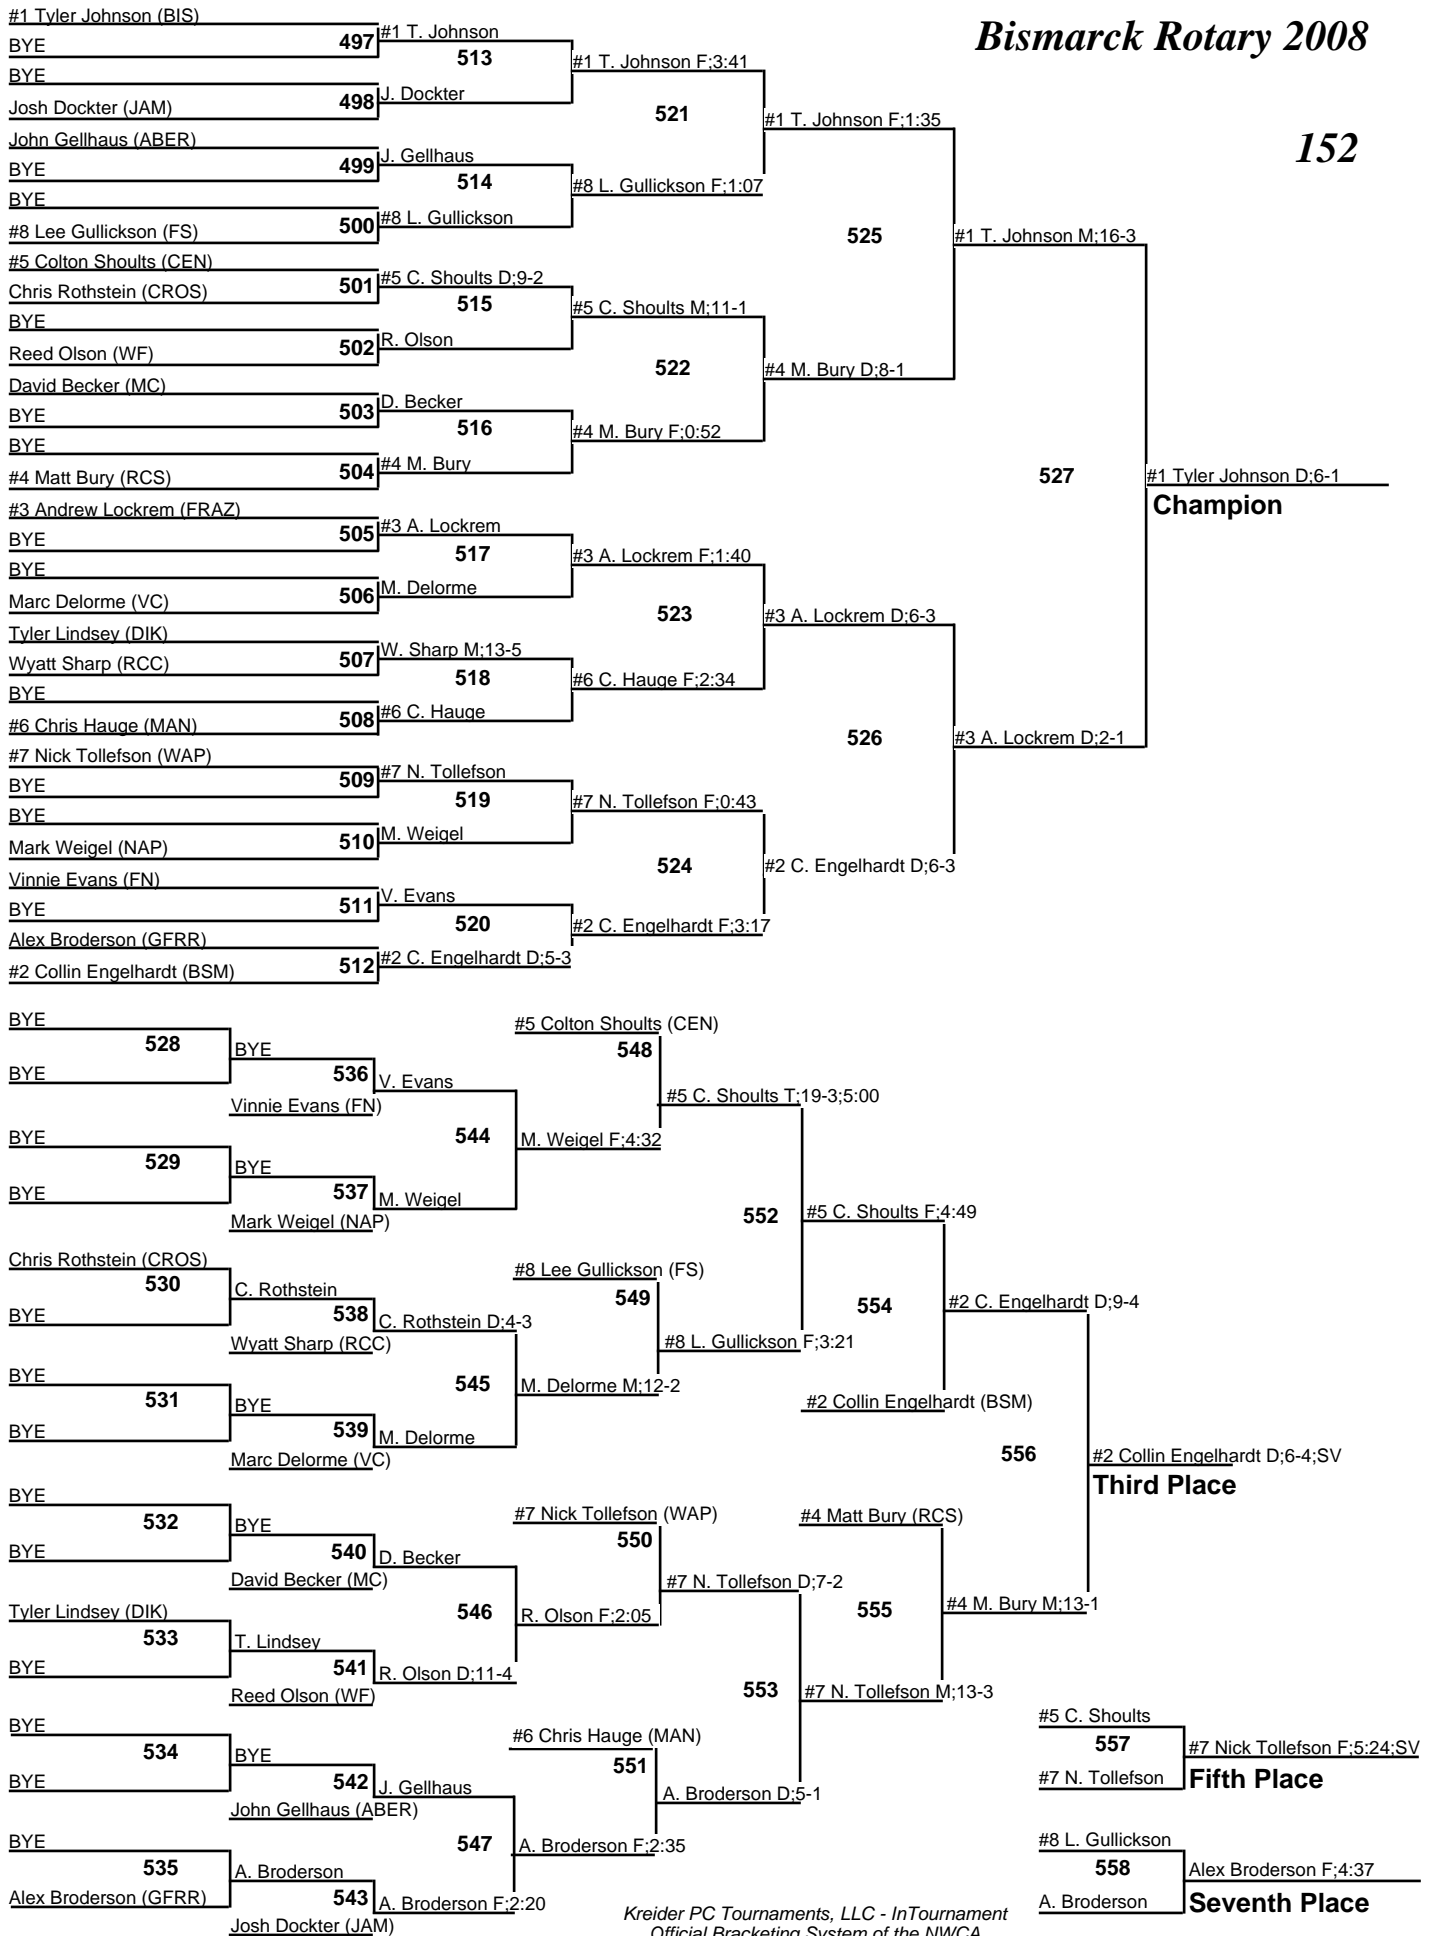 Bismarck Rotary 2008
152
#1 Tyler Johnson (BIS)
BYE
497
BYE
Josh Dockter (JAM)
498
John Gellhaus (ABER)
BYE
499
BYE
#8 Lee Gullickson (FS)
500
#5 Colton Shoults (CEN)
Chris Rothstein (CROS)
501
BYE
Reed Olson (WF)
502
David Becker (MC)
BYE
503
BYE
#4 Matt Bury (RCS)
504
#3 Andrew Lockrem (FRAZ)
BYE
505
BYE
Marc Delorme (VC)
506
Tyler Lindsey (DIK)
Wyatt Sharp (RCC)
507
BYE
#6 Chris Hauge (MAN)
508
#7 Nick Tollefson (WAP)
BYE
509
BYE
Mark Weigel (NAP)
510
Vinnie Evans (FN)
BYE
511
Alex Broderson (GFRR)
#2 Collin Engelhardt (BSM)
512
#1 T. Johnson
513
J. Dockter
J. Gellhaus
514
#8 L. Gullickson
#5 C. Shoults D;9-2
515
R. Olson
D. Becker
516
#4 M. Bury
#3 A. Lockrem
517
M. Delorme
W. Sharp M;13-5
518
#6 C. Hauge
#7 N. Tollefson
519
M. Weigel
V. Evans
520
#2 C. Engelhardt D;5-3
#1 T. Johnson F;3:41
521
#8 L. Gullickson F;1:07
#5 C. Shoults M;11-1
522
#4 M. Bury F;0:52
#3 A. Lockrem F;1:40
523
#6 C. Hauge F;2:34
#7 N. Tollefson F;0:43
524
#2 C. Engelhardt F;3:17
#1 T. Johnson F;1:35
525
#4 M. Bury D;8-1
#3 A. Lockrem D;6-3
526
#2 C. Engelhardt D;6-3
#1 T. Johnson M;16-3
527
#3 A. Lockrem D;2-1
#1 Tyler Johnson D;6-1
Champion
BYE
528
BYE
BYE
529
BYE
Chris Rothstein (CROS)
530
BYE
BYE
531
BYE
BYE
532
BYE
Tyler Lindsey (DIK)
533
BYE
BYE
534
BYE
BYE
535
Alex Broderson (GFRR)
BYE
536
Vinnie Evans (FN)
BYE
537
Mark Weigel (NAP)
C. Rothstein
538
Wyatt Sharp (RCC)
BYE
539
Marc Delorme (VC)
BYE
540
David Becker (MC)
T. Lindsey
541
Reed Olson (WF)
BYE
542
John Gellhaus (ABER)
A. Broderson
543
Josh Dockter (JAM)
V. Evans
544
M. Weigel
C. Rothstein D;4-3
545
M. Delorme
D. Becker
546
R. Olson D;11-4
J. Gellhaus
547
A. Broderson F;2:20
#5 Colton Shoults (CEN)
548
M. Weigel F;4:32
#8 Lee Gullickson (FS)
549
M. Delorme M;12-2
#7 Nick Tollefson (WAP)
550
R. Olson F;2:05
#6 Chris Hauge (MAN)
551
A. Broderson F;2:35
#5 C. Shoults T;19-3;5:00
552
#8 L. Gullickson F;3:21
#7 N. Tollefson D;7-2
553
A. Broderson D;5-1
#5 C. Shoults F;4:49
554
#2 Collin Engelhardt (BSM)
#4 Matt Bury (RCS)
555
#7 N. Tollefson M;13-3
#2 C. Engelhardt D;9-4
556
#4 M. Bury M;13-1
#2 Collin Engelhardt D;6-4;SV
Third Place
#5 C. Shoults
557
#7 N. Tollefson
#7 Nick Tollefson F;5:24;SV
Fifth Place
#8 L. Gullickson
558
A. Broderson
Alex Broderson F;4:37
Seventh Place
Kreider PC Tournaments, LLC - InTournament
Official Bracketing System of the NWCA